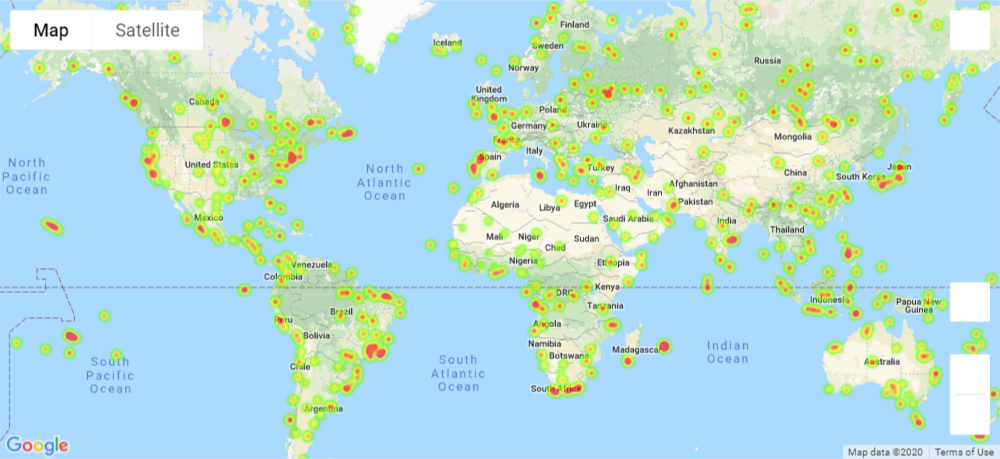 Map
Satellite
Iceland
Finland
Sweden
Norway
Russia
United
Kingdom
Canada
Poland
Germany
Ukraine
Kazakhstan
Mongolia
France
North
Pacific
Ocean
United States
Spain
Italy
Turkey
China
South Korea
Japan
North
Atlantic
Ocean
Algeria
Libya
Egypt
Iraq
Iran
Afghanistan
Pakistan
Saudi Arabia
India
Mexico
Mali
Niger
Chad
Sudan
Thailand
Nigeria
Ethiopia
Venezuela
Colombia
DRC
Kenya
Tanzania
Indonesia
Papua New
Guinea
Peru
Brazil
Angola
Bolivia
Namibia
Botswana
Madagascar
Indian
Ocean
South
Pacific
Ocean
Chile
South
Atlantic
Ocean
Australia
South Africa
Argentina
Google
Map data ©2020
Terms of Use